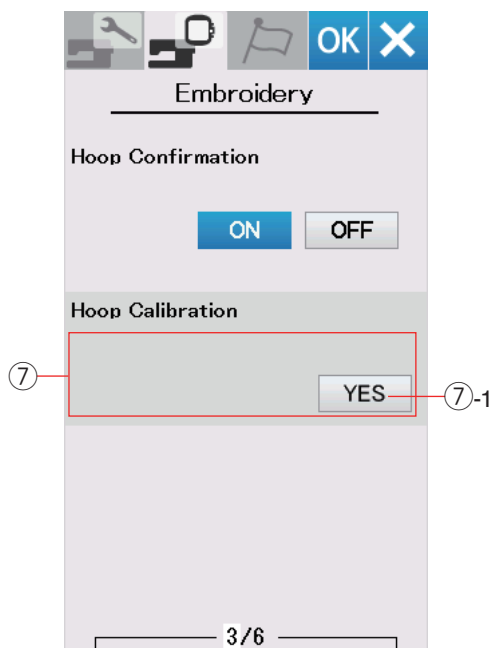 OK
Embroidery
Hoop Confirmation
ON OFF
Hoop Calibration
⑦
YES
⑦-1
3/6